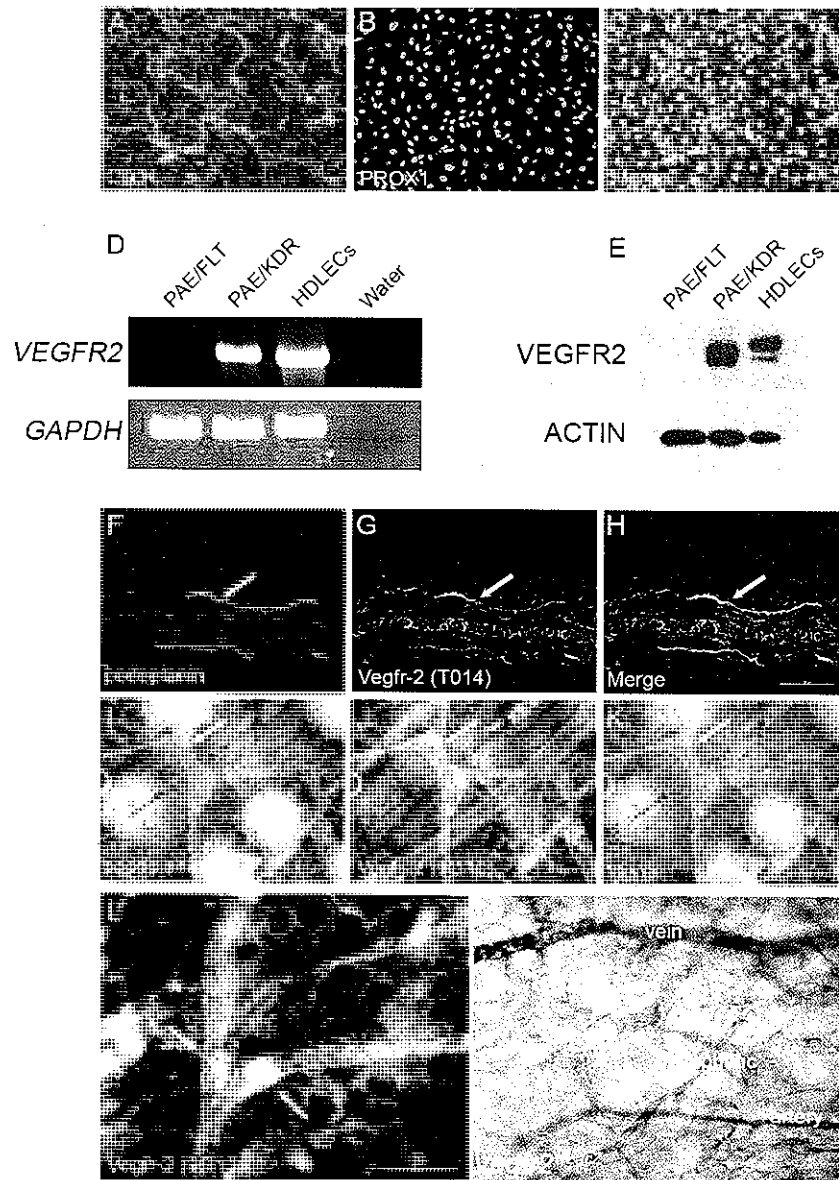 A B
PROX1
D
PAE/FLT PAE/KDR HDLECs Water
VEGFR2
GAPDH
E
PAE/FLT PAE/KDR HDLECs
VEGFR2
ACTIN
F G H
Vegfr-2 (T014) Merge
K
vein